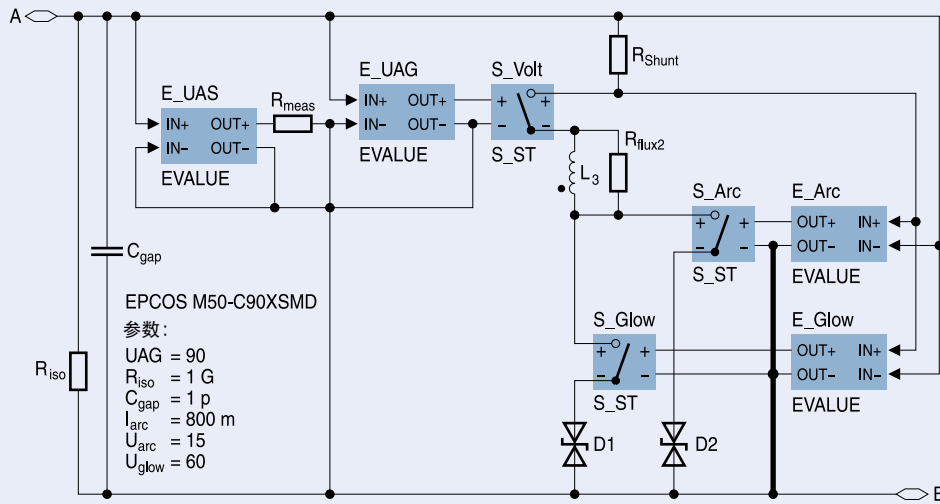 A
E_UAS
IN+ OUT+
IN− OUT−
EVALUATE
R_meas
E_UAG
IN+ OUT+
IN− OUT−
EVALUE
S_Volt
+ +
− −
S_ST
R_Shunt
R_flux2
L_3
S_Arc
+ +
− −
S_ST
E_Arc
OUT+ IN+
OUT− IN−
EVALUE
C_gap
R_iso
EPCOS M50-C90XSMD
参数:
UAG = 90
R_iso = 1 G
C_gap = 1 p
I_arc = 800 m
U_arc = 15
U_glow = 60
S_Glow
+ +
− −
S_ST
E_Glow
OUT+ IN+
OUT− IN−
EVALUE
D1
D2